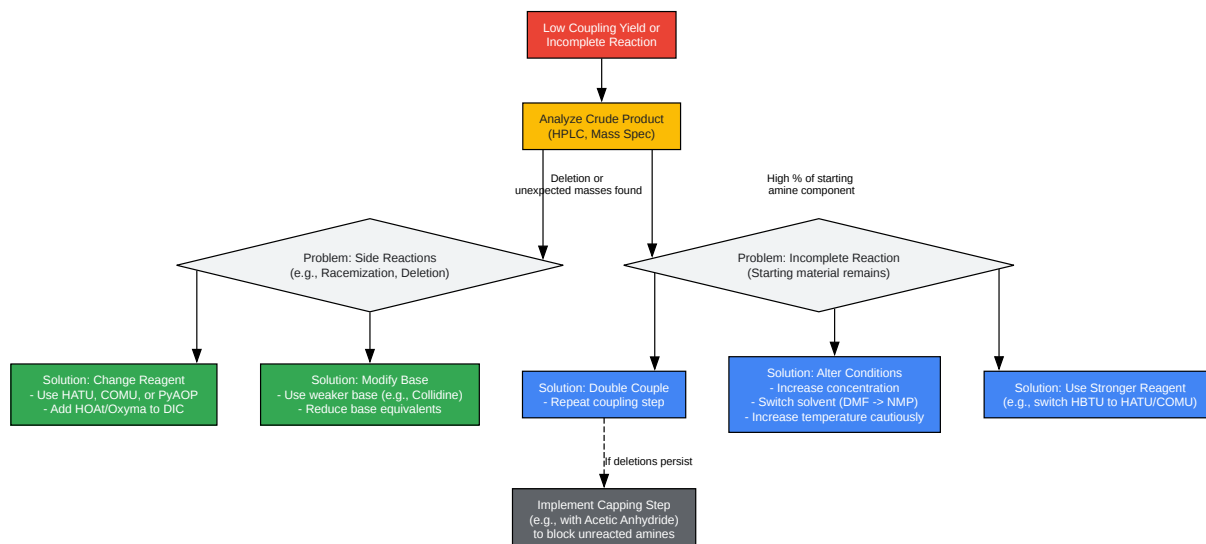 Low Coupling Yield or
Incomplete Reaction
Analyze Crude Product
(HPLC, Mass Spec)
Deletion or
unexpected masses found
High % of starting
amine component
Problem: Side Reactions
(e.g., Racemization, Deletion)
Problem: Incomplete Reaction
(Starting material remains)
Solution: Change Reagent
- Use HATU, COMU, or PyAOP
- Add HOAt/Oxyma to DIC
Solution: Modify Base
- Use weaker base (e.g., Collidine)
- Reduce base equivalents
Solution: Double Couple
- Repeat coupling step
Solution: Alter Conditions
- Increase concentration
- Switch solvent (DMF -> NMP)
- Increase temperature cautiously
Solution: Use Stronger Reagent
(e.g., switch HBTU to HATU/COMU)
If deletions persist
Implement Capping Step
(e.g., with Acetic Anhydride)
to block unreacted amines